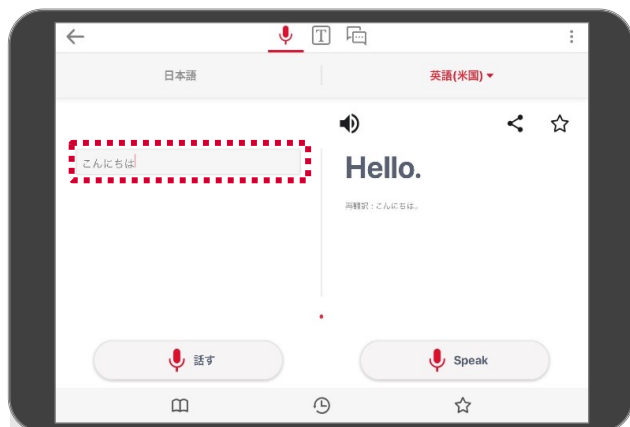 T
日本語
英語(米国)
こんにちは
Hello.
再翻訳：こんにちは。
話す
Speak